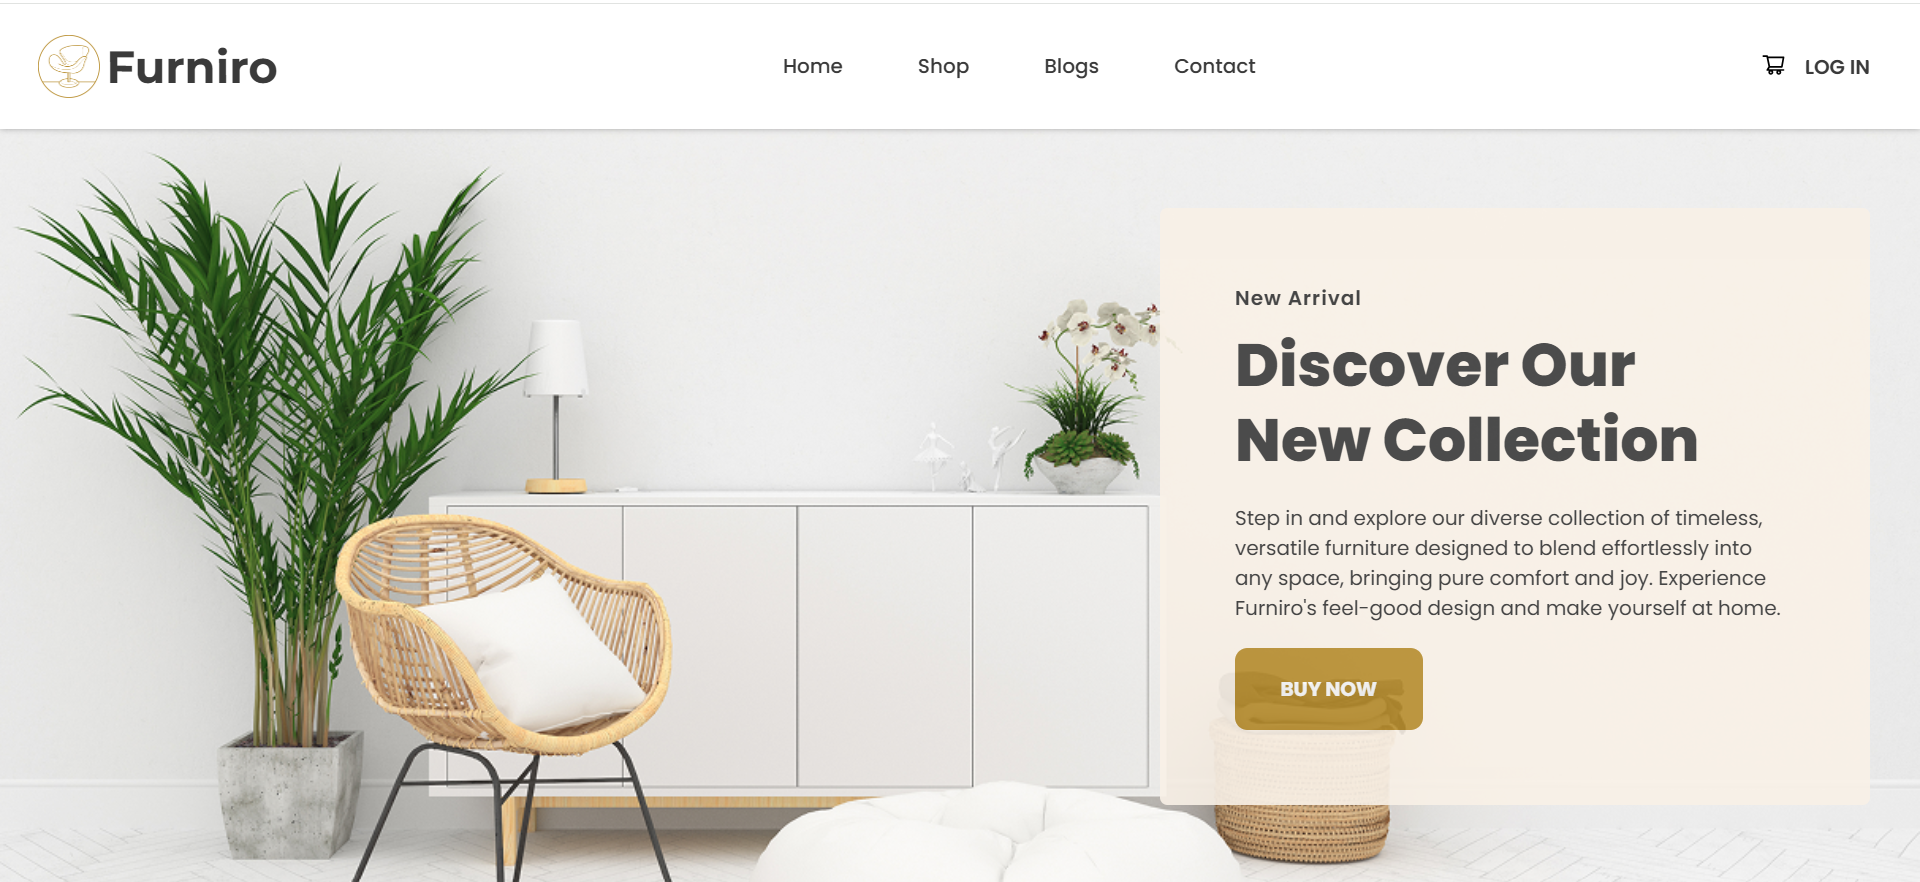 Furniro
Home Shop Blogs Contact
LOG IN
New Arrival
Discover Our
New Collection
Step in and explore our diverse collection of timeless,
versatile furniture designed to blend effortlessly into
any space, bringing pure comfort and joy. Experience
Furniro's feel-good design and make yourself at home.
BUY NOW